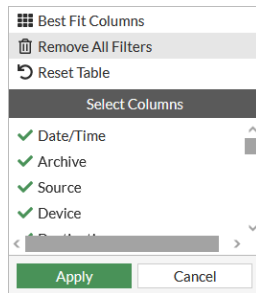 Best Fit Columns
Remove All Filters
Reset Table
Select Columns
Date/Time
Archive
Source
Device
Apply
Cancel